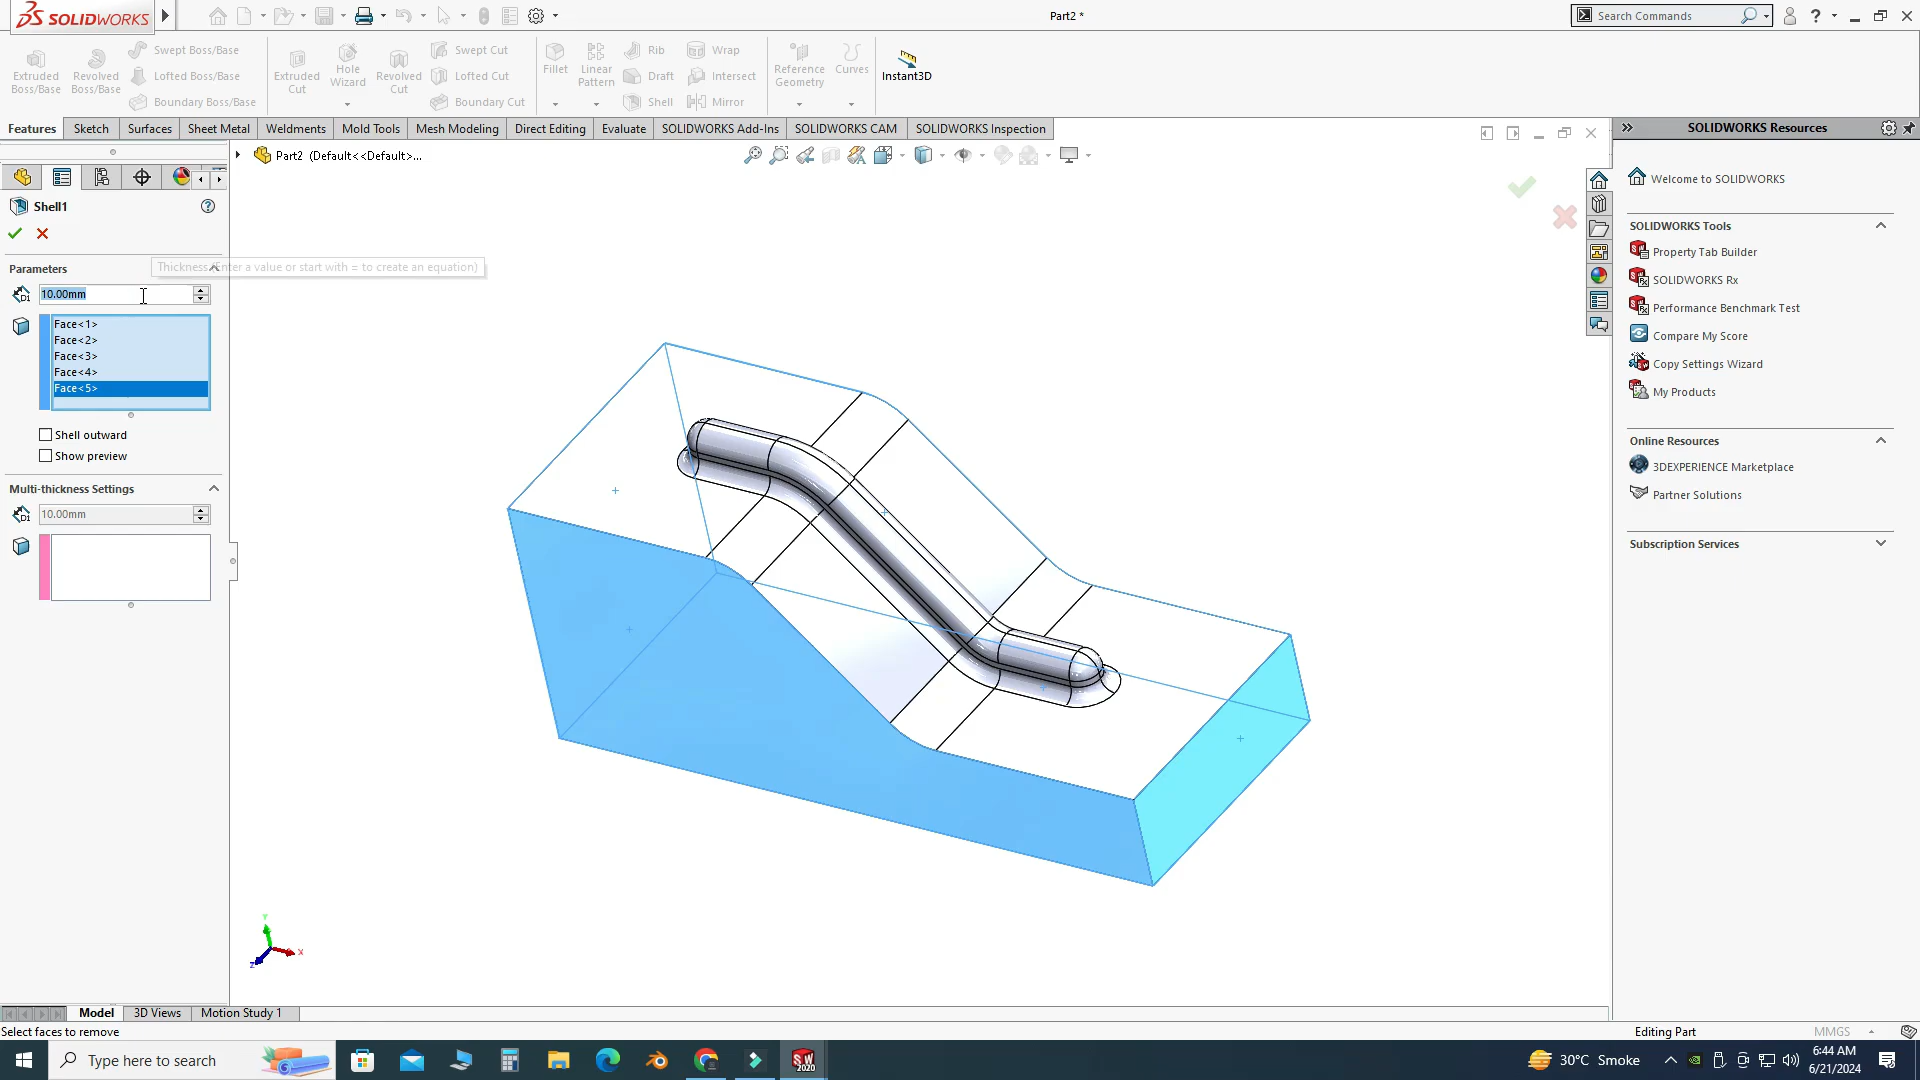 SOLIDWORKS
Part2 *
Search Commands
Extruded Boss/Base
Revolved Boss/Base
Swept Boss/Base
Lofted Boss/Base
Boundary Boss/Base
Extruded Cut
Hole Wizard
Revolved Cut
Swept Cut
Lofted Cut
Boundary Cut
Fillet
Linear Pattern
Rib
Draft
Shell
Wrap
Intersect
Mirror
Reference Geometry
Curves
Instant3D
Features
Sketch
Surfaces
Sheet Metal
Weldments
Mold Tools
Mesh Modeling
Direct Editing
Evaluate
SOLIDWORKS Add-Ins
SOLIDWORKS CAM
SOLIDWORKS Inspection
SOLIDWORKS Resources
Part2 (Default<<Default>...
Shell1
Parameters
Thickness (Enter a value or start with = to create an equation)
10.00mm
Face<1>
Face<2>
Face<3>
Face<4>
Face<5>
Shell outward
Show preview
Multi-thickness Settings
10.00mm
Welcome to SOLIDWORKS
SOLIDWORKS Tools
Property Tab Builder
SOLIDWORKS Rx
Performance Benchmark Test
Compare My Score
Copy Settings Wizard
My Products
Online Resources
3DEXPERIENCE Marketplace
Partner Solutions
Subscription Services
Y
X
Z
Model
3D Views
Motion Study 1
Select faces to remove
Editing Part
MMGS
Type here to search
SW
2020
30°C Smoke
6:44 AM
6/21/2024